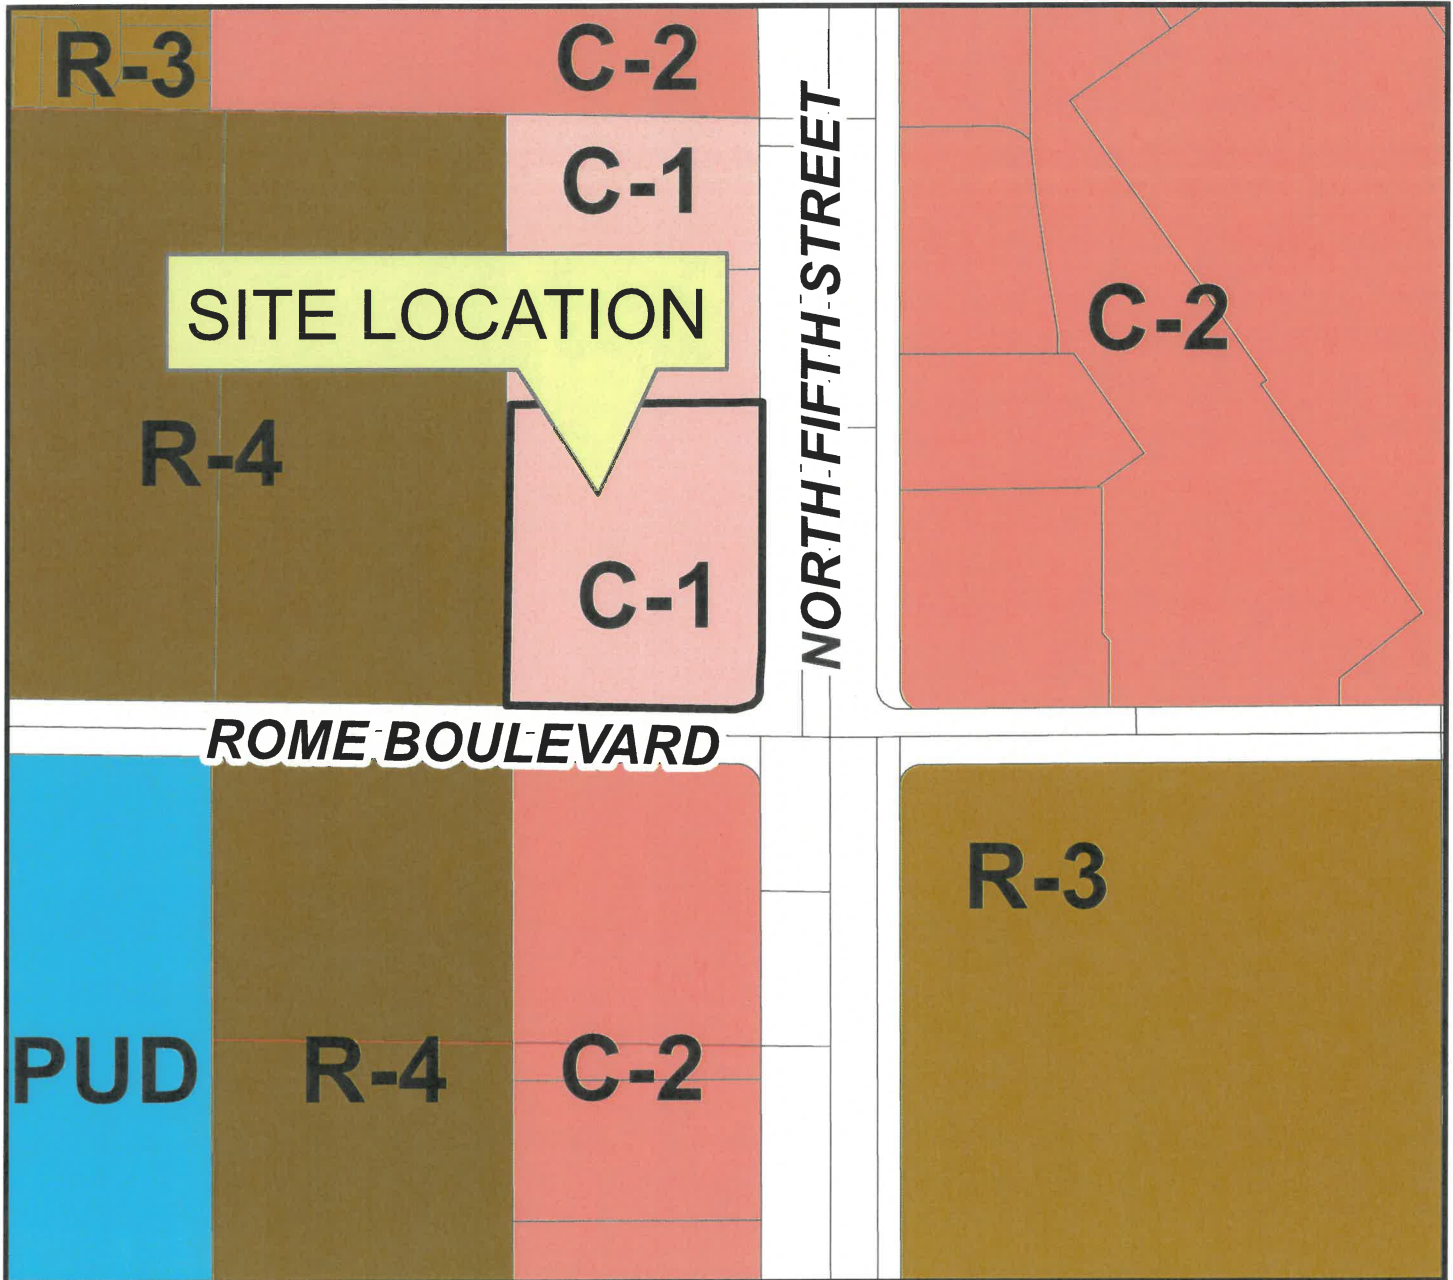 R-3
C-2
C-1
SITE LOCATION
NORTH FIFTH STREET
C-2
R-4
C-1
ROME BOULEVARD
R-3
PUD
R-4
C-2